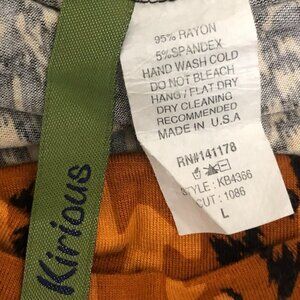 95% RAYON
5% SPANDEX
HAND WASH COLD
DO NOT BLEACH
HANG / FLAT DRY
DRY CLEANING
RECOMMENDED
MADE IN U.S.A
RN#141178
STYLE : KB4366
CUT : 1086
L
Kirious